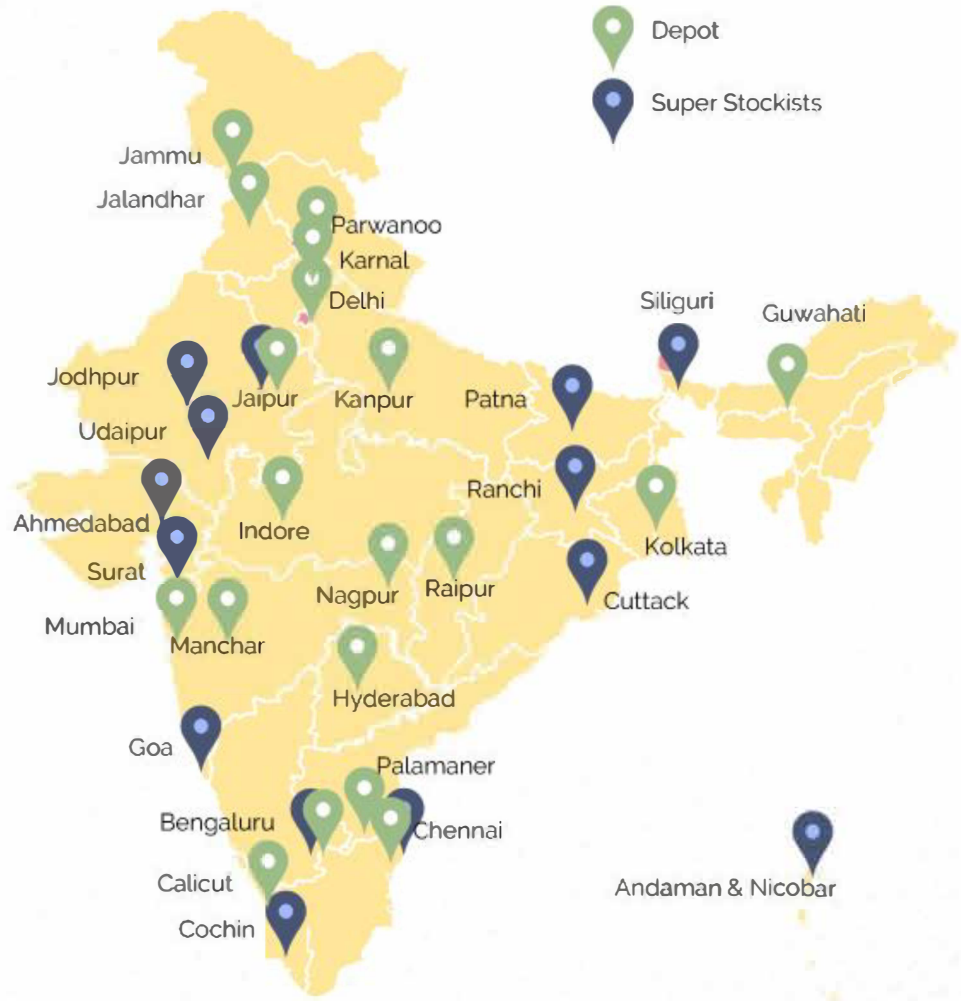 Depot
Super Stockists
Jammu
Jalandhar
Parwanoo
Karnal
Delhi
Siliguri
Guwahati
Jodhpur
Jaipur
Kanpur
Patna
Udaipur
Ranchi
Ahmedabad
Indore
Kolkata
Surat
Nagpur
Raipur
Cuttack
Mumbai
Manchar
Hyderabad
Goa
Palamaner
Bengaluru
Chennai
Calicut
Andaman & Nicobar
Cochin